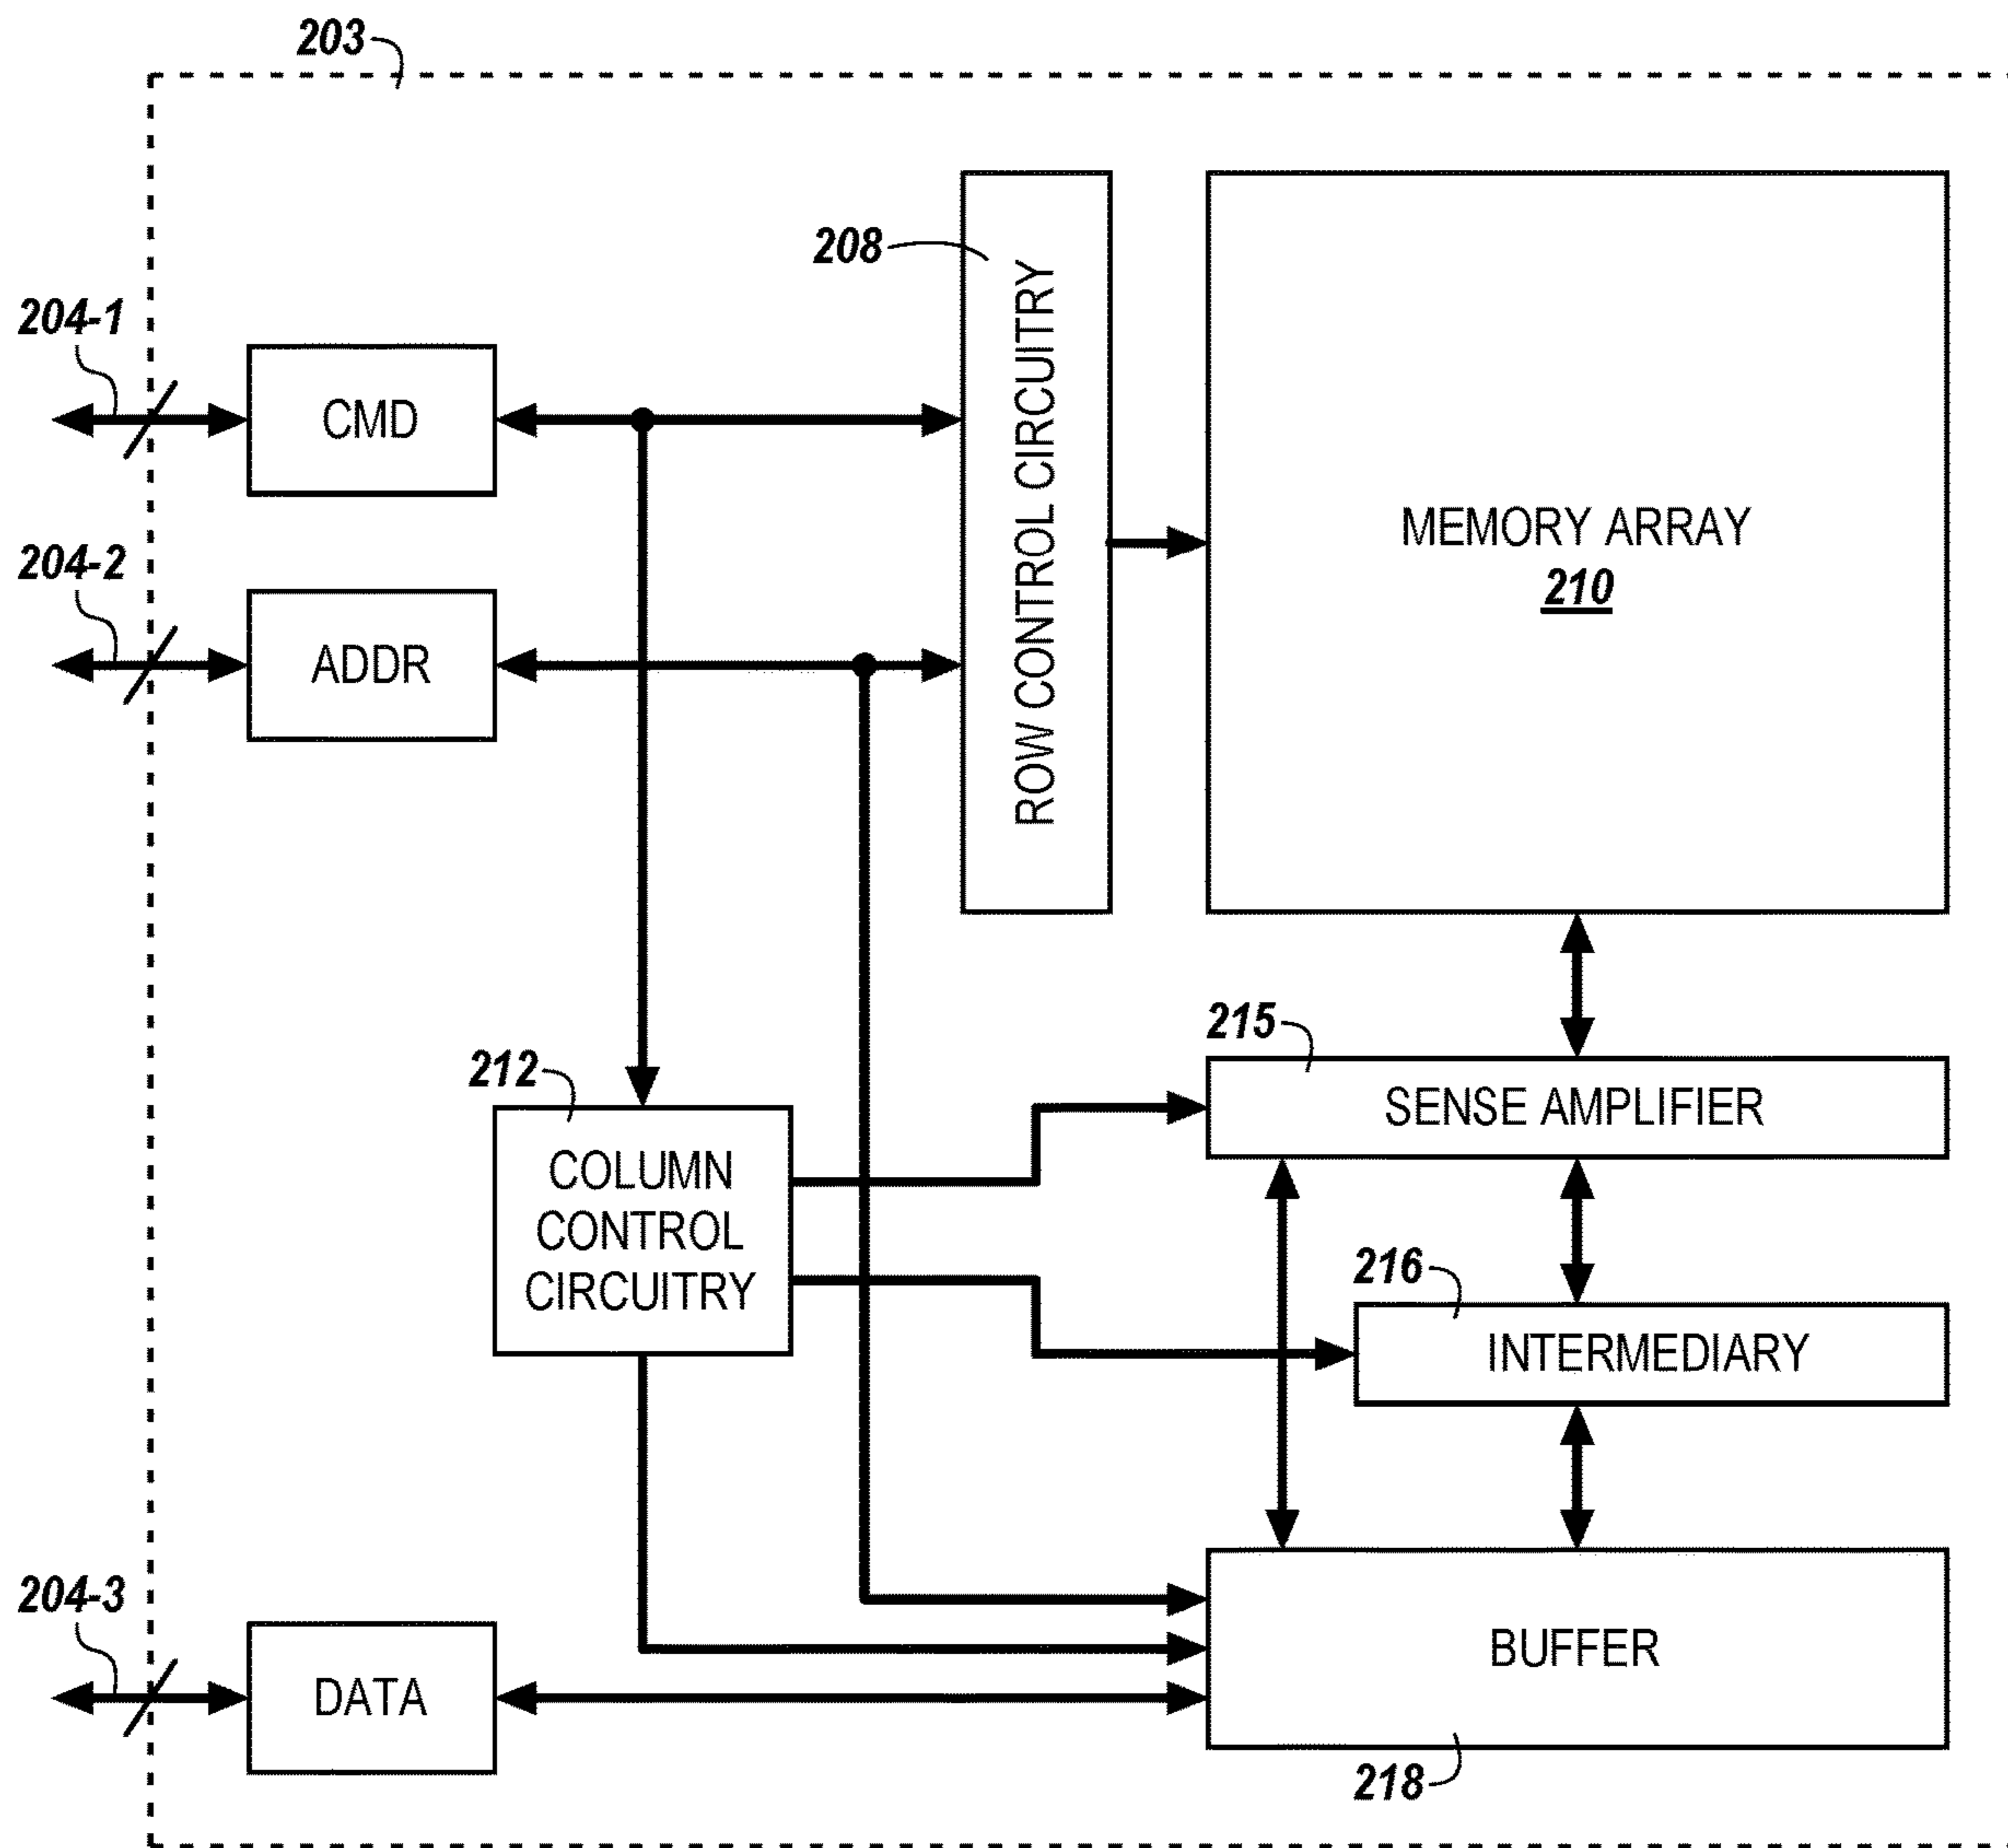 203
208
ROW CONTROL CIRCUITRY
204-1
CMD
MEMORY ARRAY
210
204-2
ADDR
215
SENSE AMPLIFIER
212
COLUMN
CONTROL
CIRCUITRY
216
INTERMEDIARY
204-3
DATA
BUFFER
218